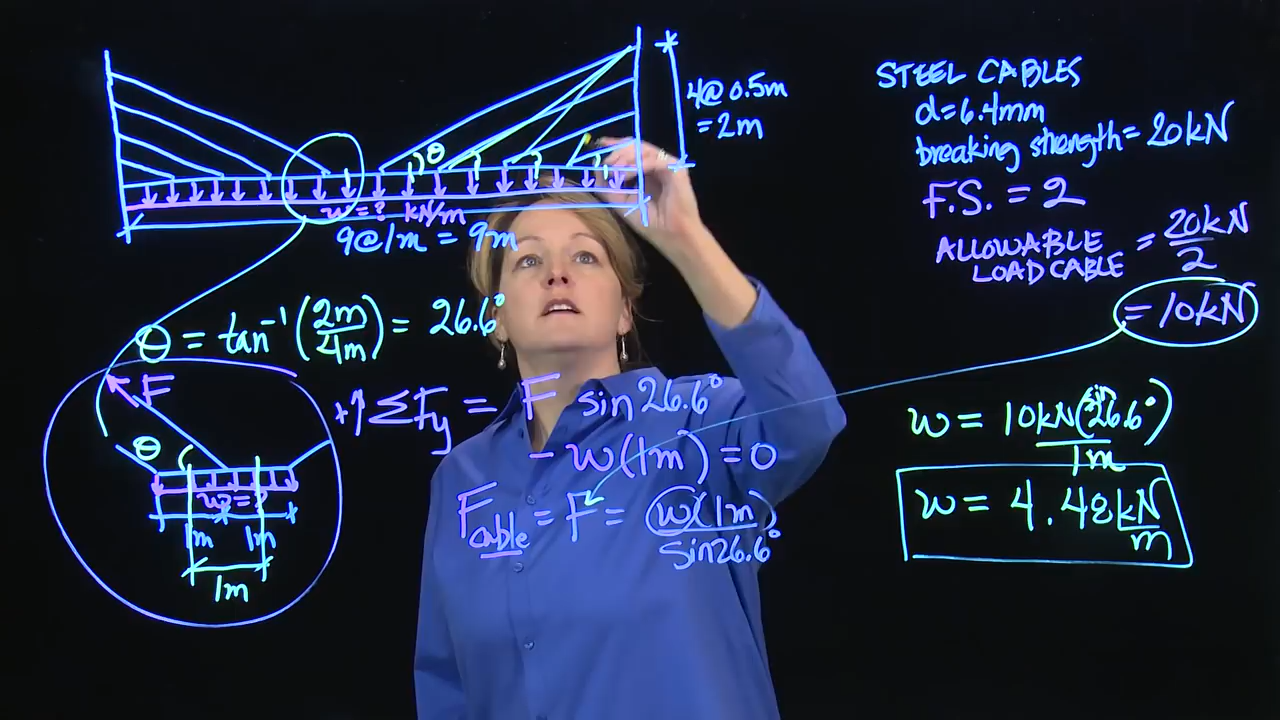 4@ 0.5m
= 2m
θ
w = ? kN/m
9@1m = 9m
STEEL CABLES
d=6.4mm
breaking strength= 20kN
F.S. = 2
ALLOWABLE
LOAD CABLE = 20kN/2
= 10kN
θ = tan⁻¹(2m/4m) = 26.6°
+↑ΣFy = F sin 26.6°
- w(1m) = 0
Fcable = F = w(1m)/sin26.6°
F
θ
w = ?
1m 1m
1m
w = 10kN(sin 26.6°)/1m
w = 4.48 kN/m